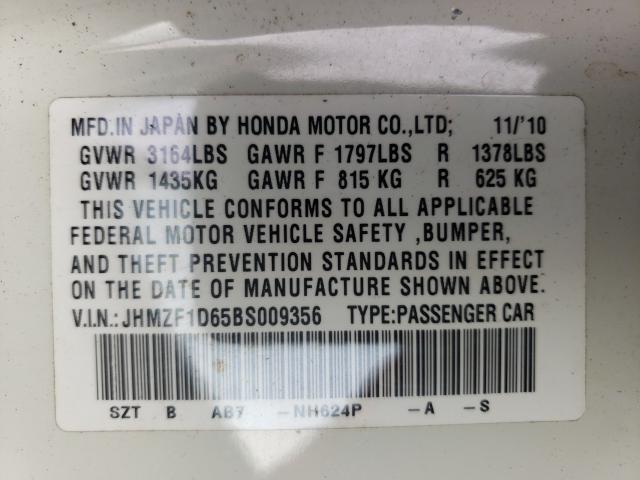 MFD.IN JAPAN BY HONDA MOTOR CO.,LTD; 11/'10
GVWR 3164LBS GAWR F 1797LBS R 1378LBS
GVWR 1435KG GAWR F 815 KG R 625 KG
THIS VEHICLE CONFORMS TO ALL APPLICABLE
FEDERAL MOTOR VEHICLE SAFETY ,BUMPER,
AND THEFT PREVENTION STANDARDS IN EFFECT
ON THE DATE OF MANUFACTURE SHOWN ABOVE.
V.I.N.: JHMZF1D65BS009356 TYPE:PASSENGER CAR
SZT B AB7 -NH624P -A -S